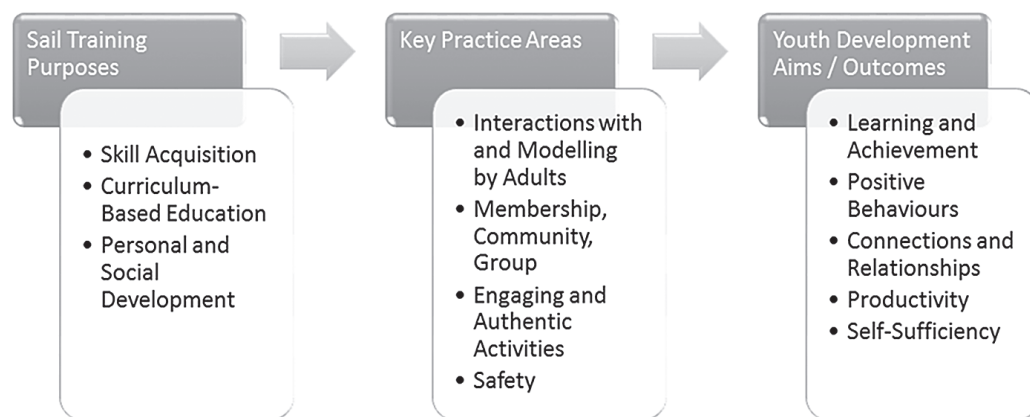 Sail Training
Purposes
• Skill Acquisition
• Curriculum-
Based Education
• Personal and
Social
Development
Key Practice Areas
• Interactions with
and Modelling
by Adults
• Membership,
Community,
Group
• Engaging and
Authentic
Activities
• Safety
Youth Development
Aims / Outcomes
• Learning and
Achievement
• Positive
Behaviours
• Connections and
Relationships
• Productivity
• Self-Sufficiency